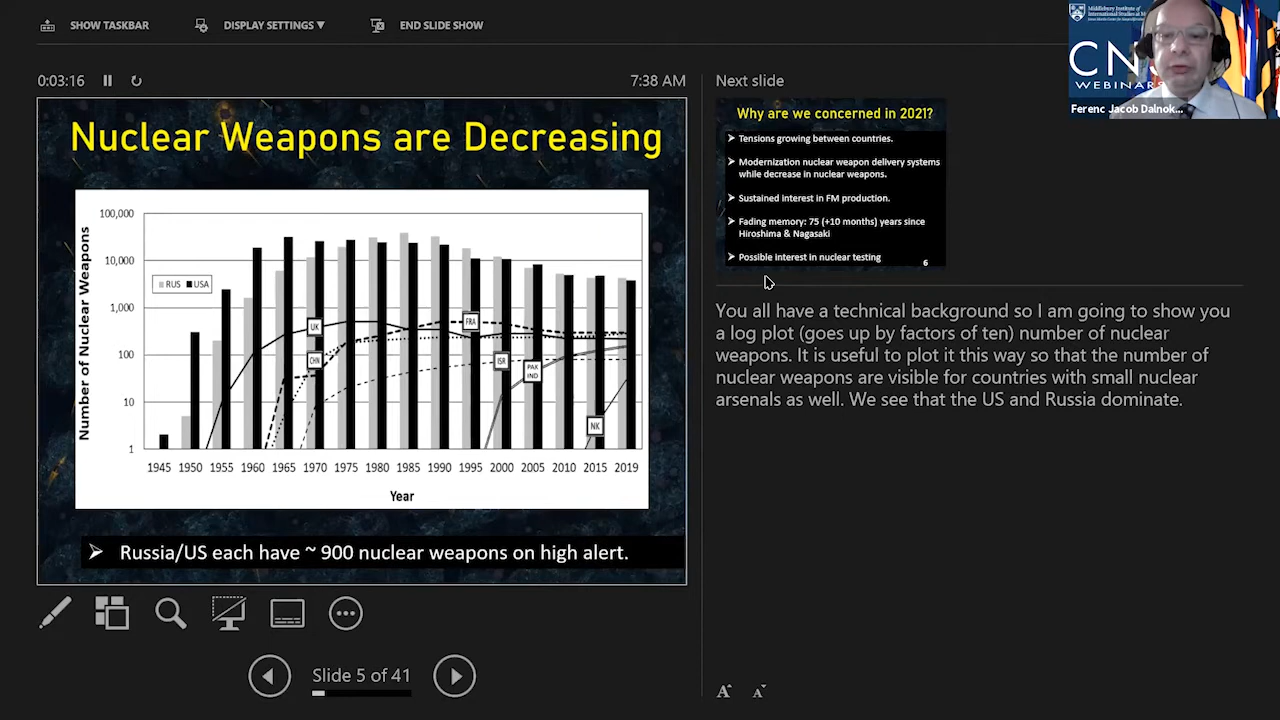 SHOW TASKBAR
DISPLAY SETTINGS ▼
END SLIDE SHOW
0:03:16
7:38 AM
Nuclear Weapons are Decreasing
Number of Nuclear Weapons
100,000
10,000
1,000
100
10
1
RUS USA
UK
CHN
FRA
ISR
PAK
IND
NK
1945 1950 1955 1960 1965 1970 1975 1980 1985 1990 1995 2000 2005 2010 2015 2019
Year
➢ Russia/US each have ~ 900 nuclear weapons on high alert.
Slide 5 of 41
Next slide
Why are we concerned in 2021?
➢ Tensions growing between countries.
➢ Modernization nuclear weapon delivery systems
while decrease in nuclear weapons.
➢ Sustained interest in FM production.
➢ Fading memory: 75 (+10 months) years since
Hiroshima & Nagasaki
➢ Possible interest in nuclear testing
6
You all have a technical background so I am going to show you
a log plot (goes up by factors of ten) number of nuclear
weapons. It is useful to plot it this way so that the number of
nuclear weapons are visible for countries with small nuclear
arsenals as well. We see that the US and Russia dominate.
A A
Middlebury Institute of
International Studies at M
CN
WEBINAR
Ferenc Jacob Dalnok...